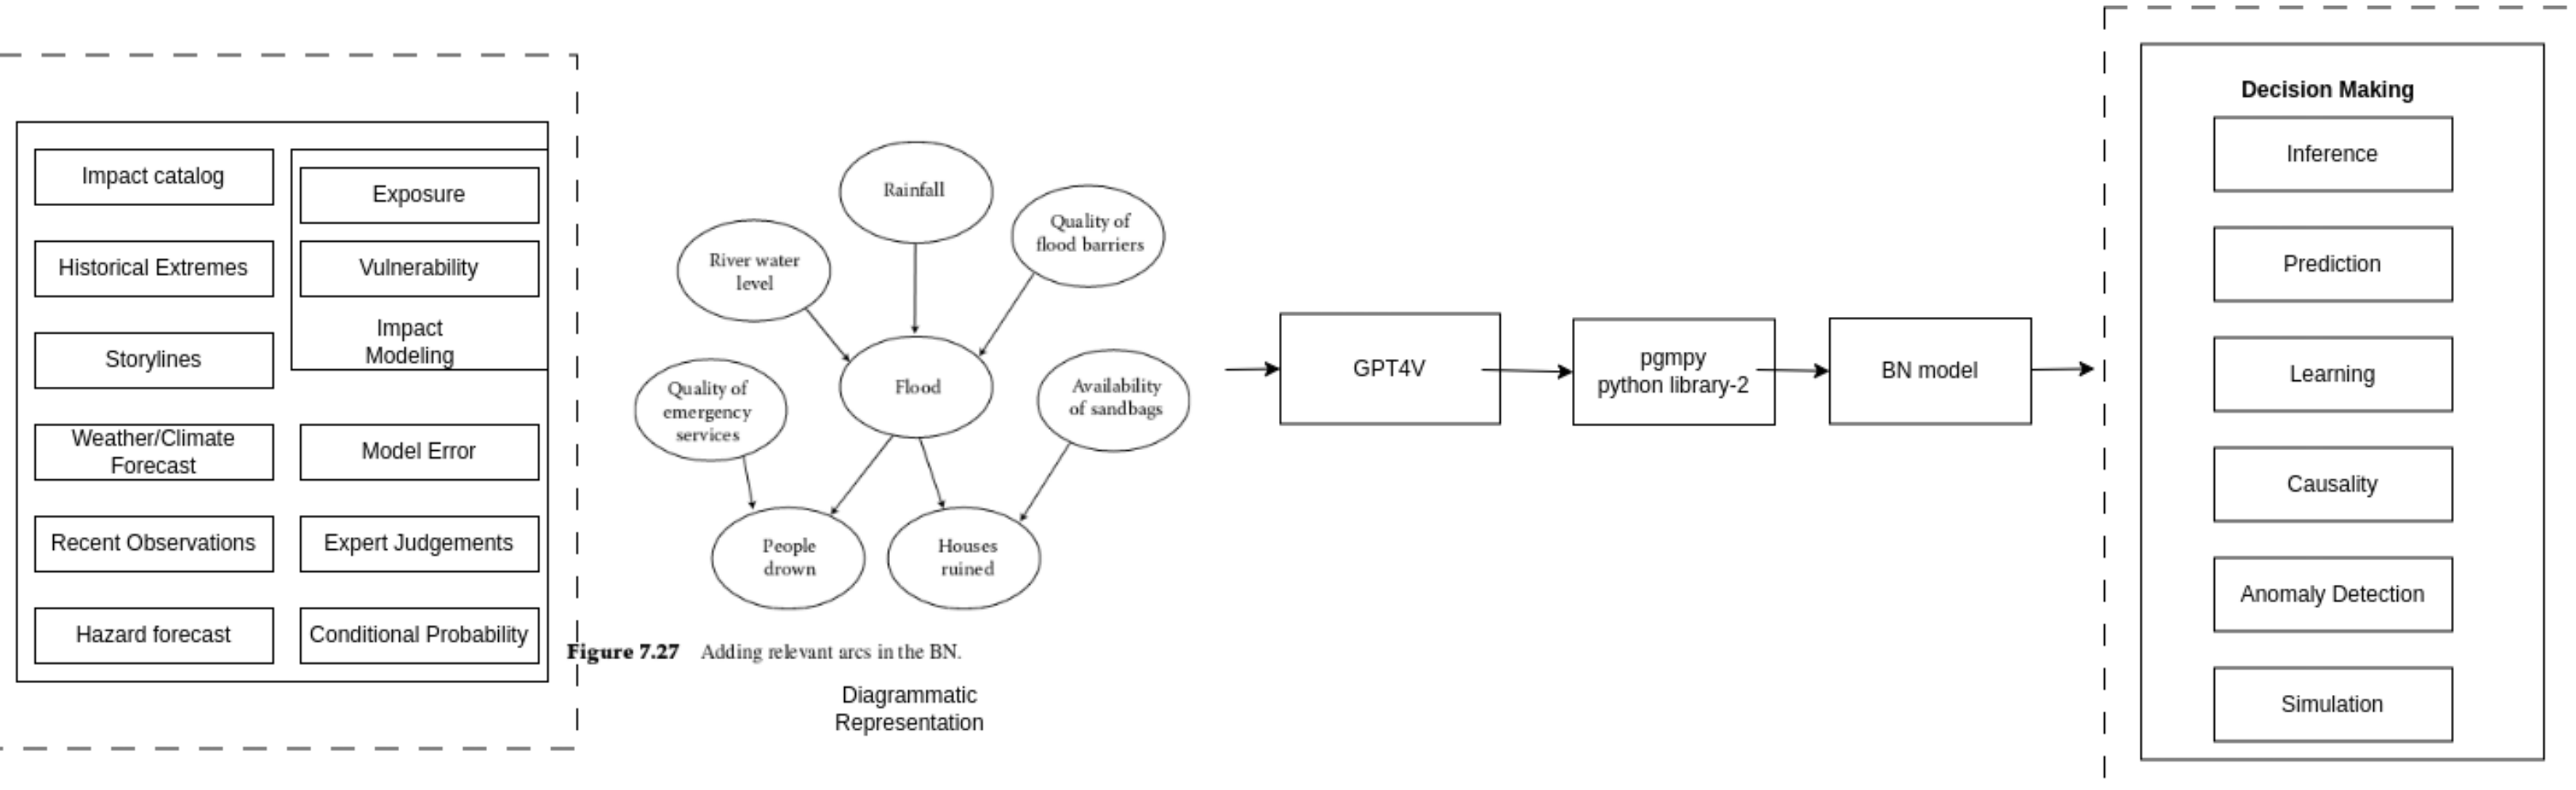 Impact catalog
Historical Extremes
Storylines
Weather/Climate
Forecast
Recent Observations
Hazard forecast
Exposure
Vulnerability
Impact
Modeling
Model Error
Expert Judgements
Conditional Probability
Rainfall
Quality of
flood barriers
River water
level
Flood
Quality of
emergency
services
Availability
of sandbags
People
drown
Houses
ruined
Figure 7.27 Adding relevant arcs in the BN.
Diagrammatic
Representation
GPT4V
pgmpy
python library-2
BN model
Decision Making
Inference
Prediction
Learning
Causality
Anomaly Detection
Simulation